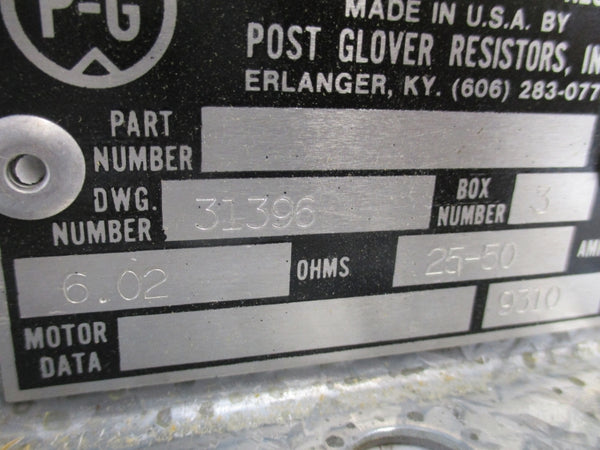 P-G
MADE IN U.S.A. BY
POST GLOVER RESISTORS, IN
ERLANGER, KY. (606) 283-077
PART NUMBER
DWG. NUMBER 31396 BOX NUMBER 3
6.02 OHMS 25-50 AM
MOTOR DATA 9310